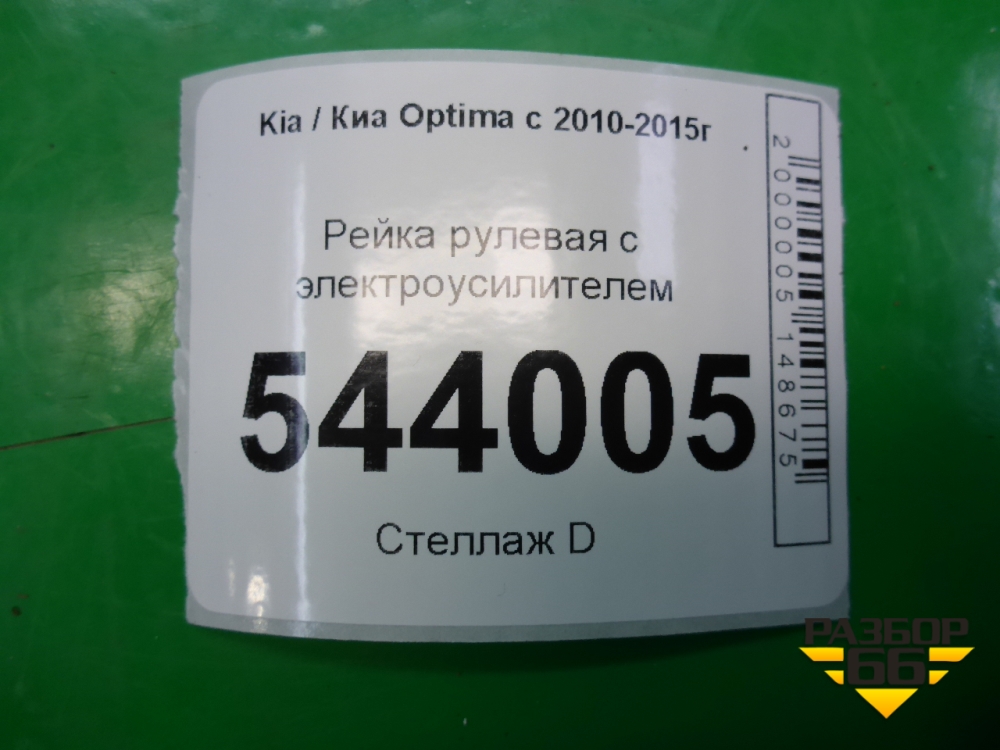 Kia / Киа Optima с 2010-2015г
Рейка рулевая с
электроусилителем
544005
Стеллаж D
2000005148675
РАЗБОР
66